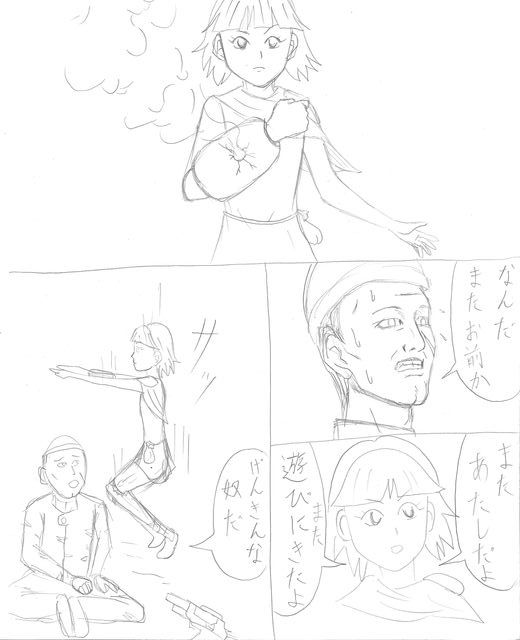 なんだ
またお前か
また
あたしだよ
また
遊びにきたよ
サッ
げんきんな
奴だ